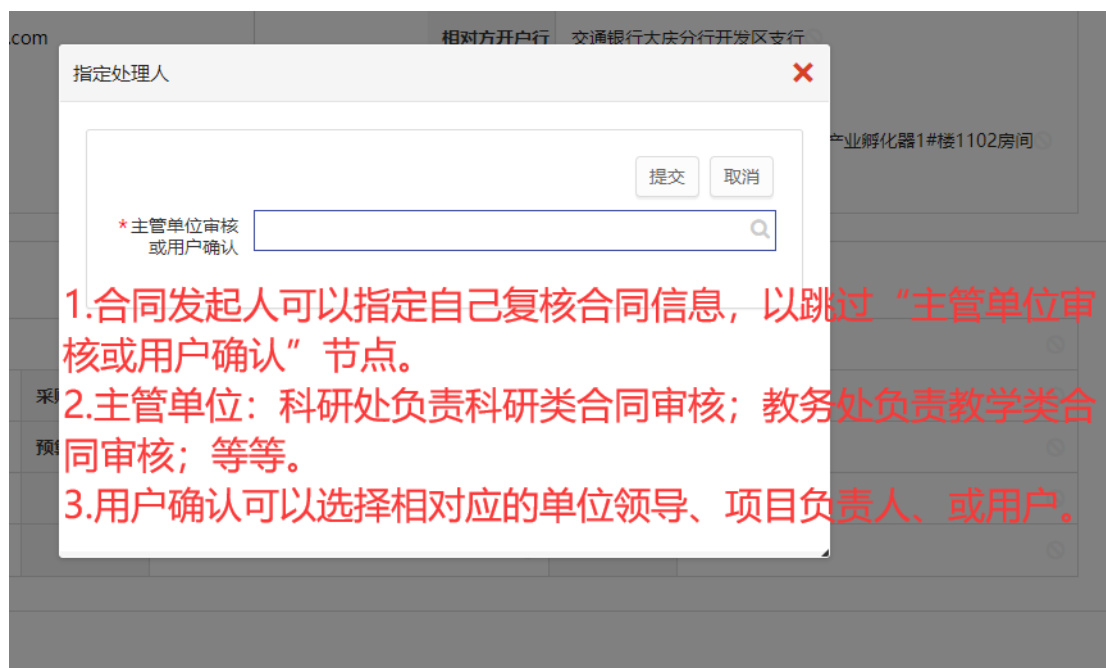 .com
相对方开户行 交通银行大庆分行开发区支行
指定处理人
产业孵化器1#楼1102房间
提交 取消
*主管单位审核
或用户确认
1.合同发起人可以指定自己复核合同信息，以跳过“主管单位审
核或用户确认”节点。
2.主管单位：科研处负责科研类合同审核；教务处负责教学类合
同审核；等等。
3.用户确认可以选择相对应的单位领导、项目负责人、或用户。